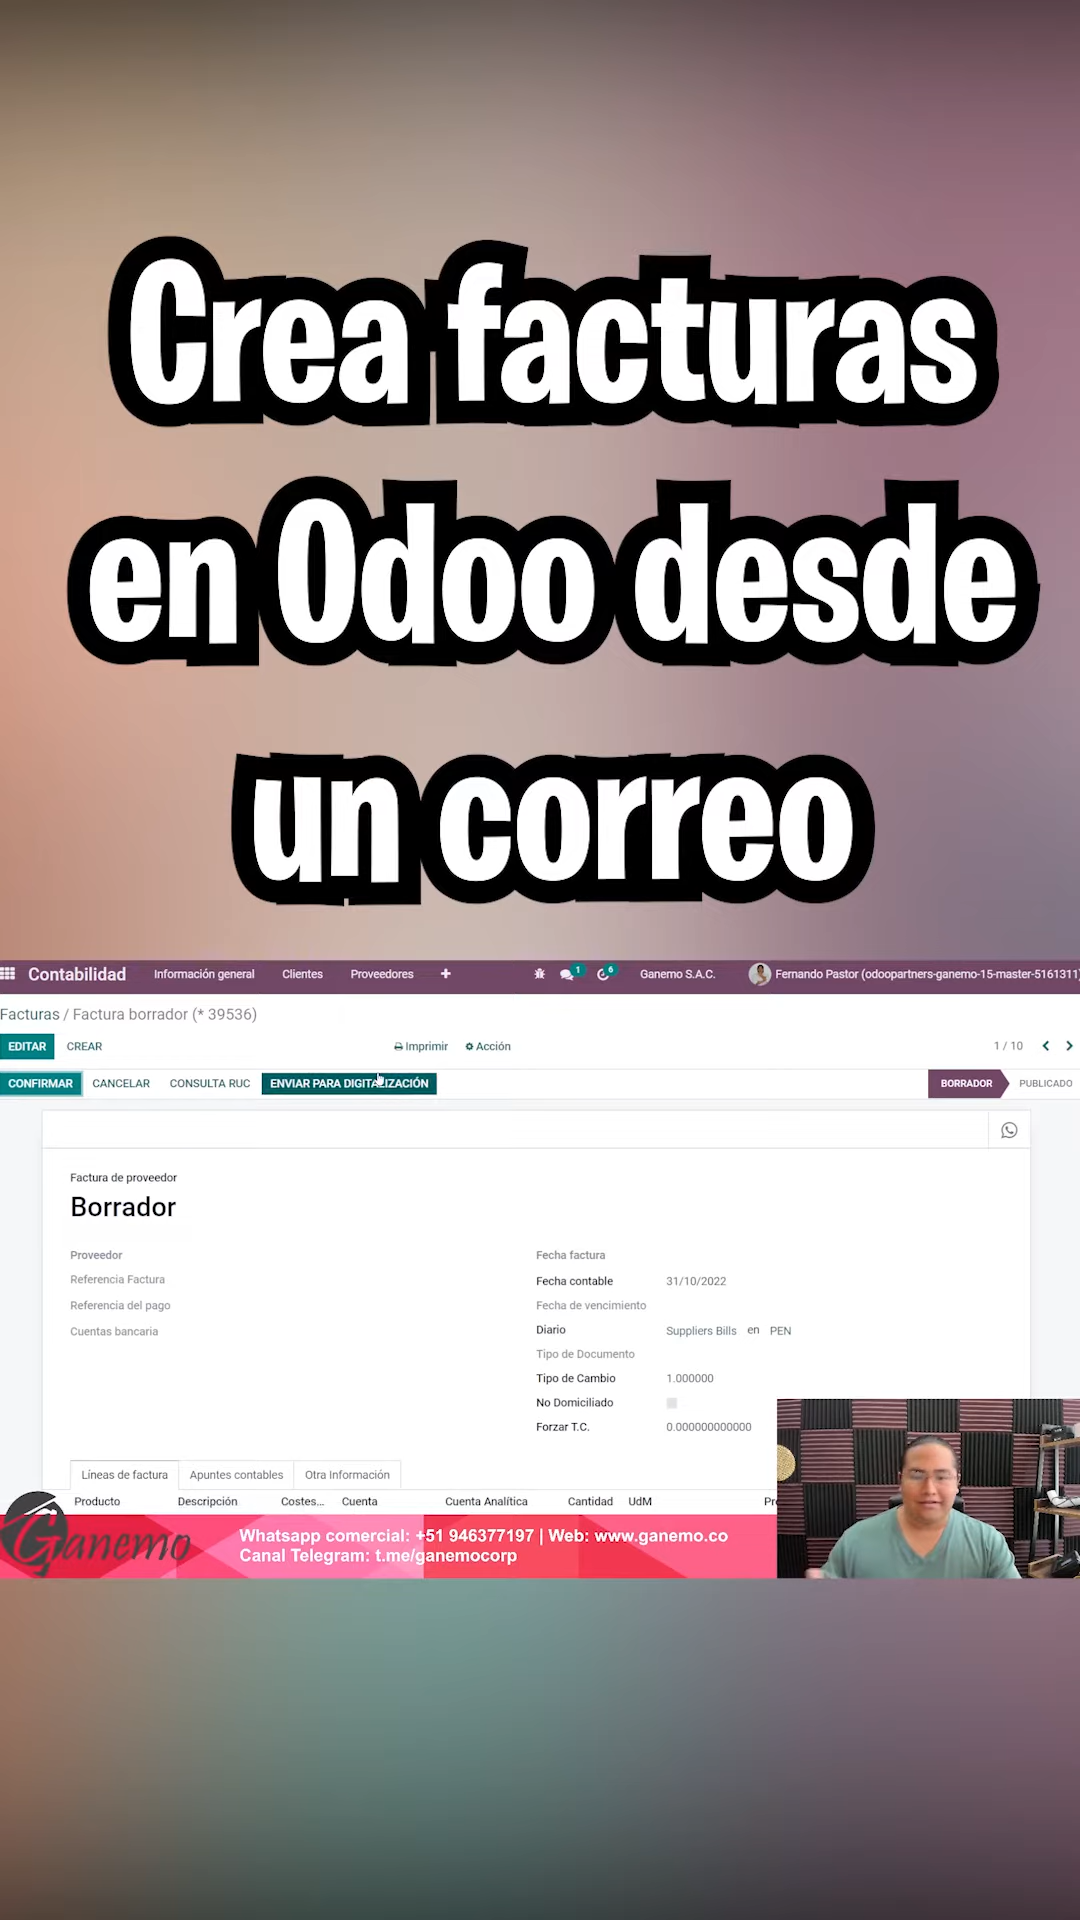 Crea facturas
en Odoo desde
un correo
Contabilidad Información general Clientes Proveedores + 1 6 Ganemo S.A.C. Fernando Pastor (odoopartners-ganemo-15-master-5161311)
Facturas / Factura borrador (* 39536)
EDITAR CREAR Imprimir Acción 1 / 10
CONFIRMAR CANCELAR CONSULTA RUC ENVIAR PARA DIGITALIZACIÓN BORRADOR PUBLICADO
Factura de proveedor
Borrador
Proveedor Fecha factura
Referencia Factura Fecha contable 31/10/2022
Referencia del pago Fecha de vencimiento
Cuentas bancaria Diario Suppliers Bills en PEN
Tipo de Documento
Tipo de Cambio 1.000000
No Domiciliado
Forzar T.C. 0.000000000000
Líneas de factura Apuntes contables Otra Información
Producto Descripción Costes... Cuenta Cuenta Analítica Cantidad UdM Pr
Ganemo
Whatsapp comercial: +51 946377197 | Web: www.ganemo.co
Canal Telegram: t.me/ganemocorp